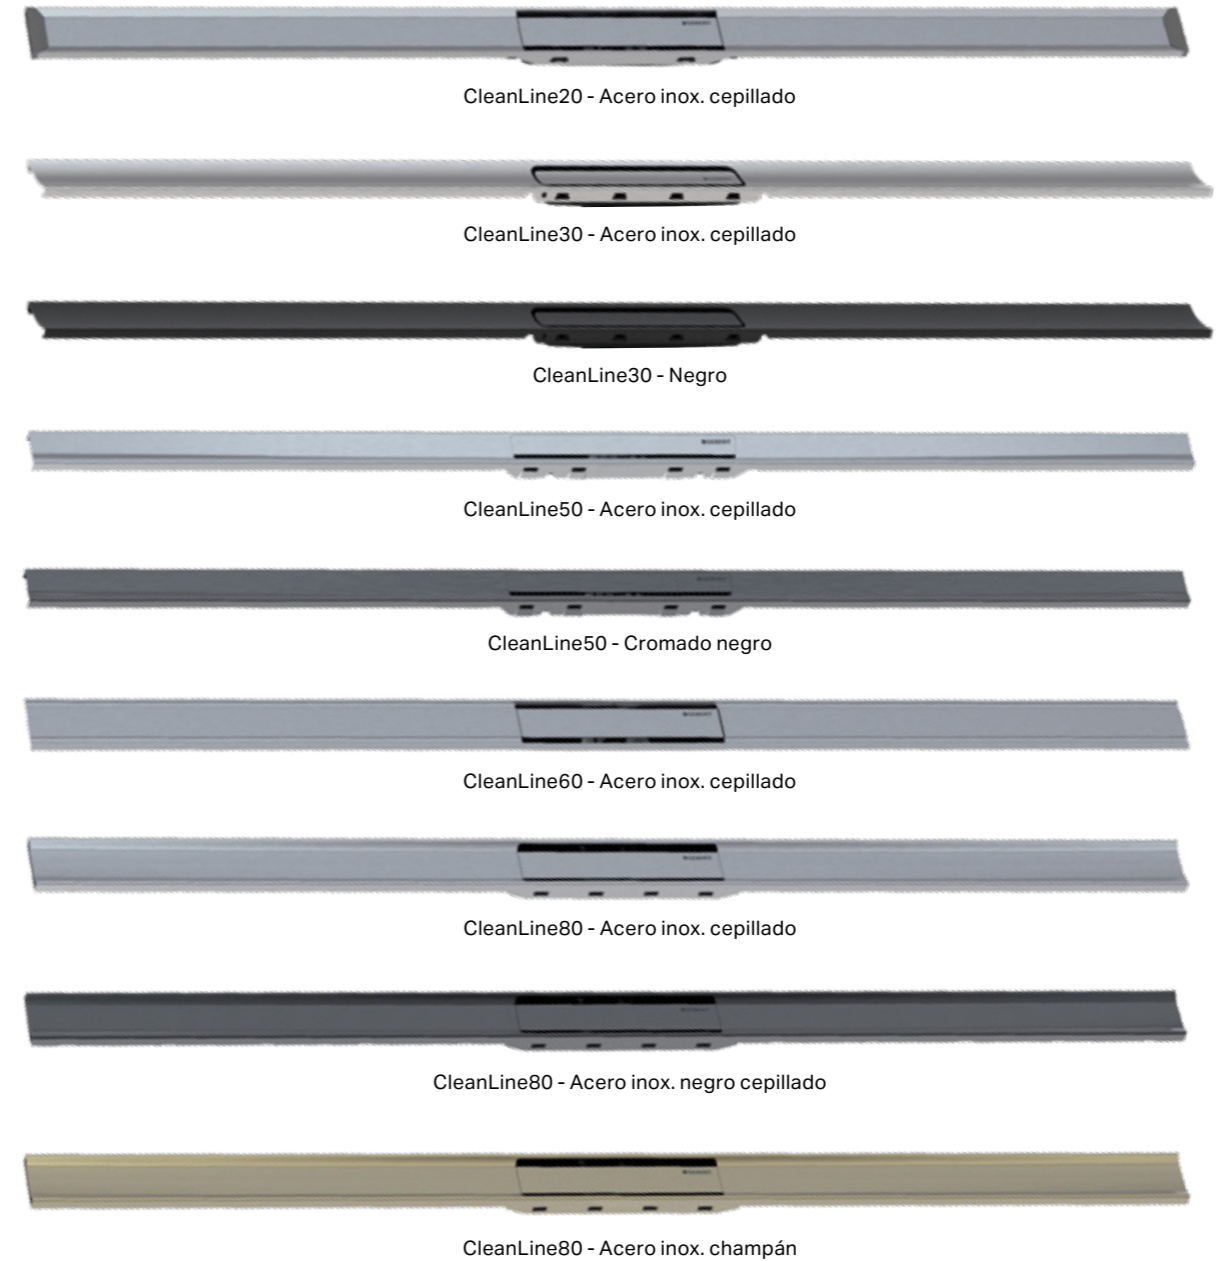 CleanLine20 - Acero inox. cepillado
CleanLine30 - Acero inox. cepillado
CleanLine30 - Negro
CleanLine50 - Acero inox. cepillado
CleanLine50 - Cromado negro
CleanLine60 - Acero inox. cepillado
CleanLine80 - Acero inox. cepillado
CleanLine80 - Acero inox. negro cepillado
CleanLine80 - Acero inox. champán